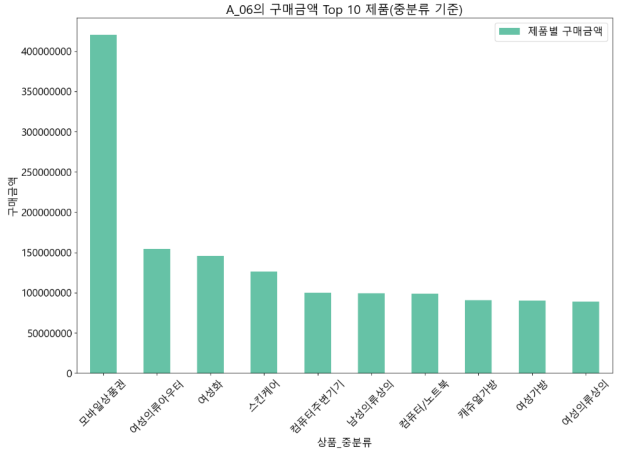 A_06의 구매금액 Top 10 제품(중분류 기준)
제품별 구매금액
구매금액
400000000
350000000
300000000
250000000
200000000
150000000
100000000
50000000
0
모바일상품권
여성의류아우터
여성화
스킨케어
컴퓨터주변기기
남성의류상의
컴퓨터/노트북
캐쥬얼가방
여성가방
여성의류상의
상품_중분류